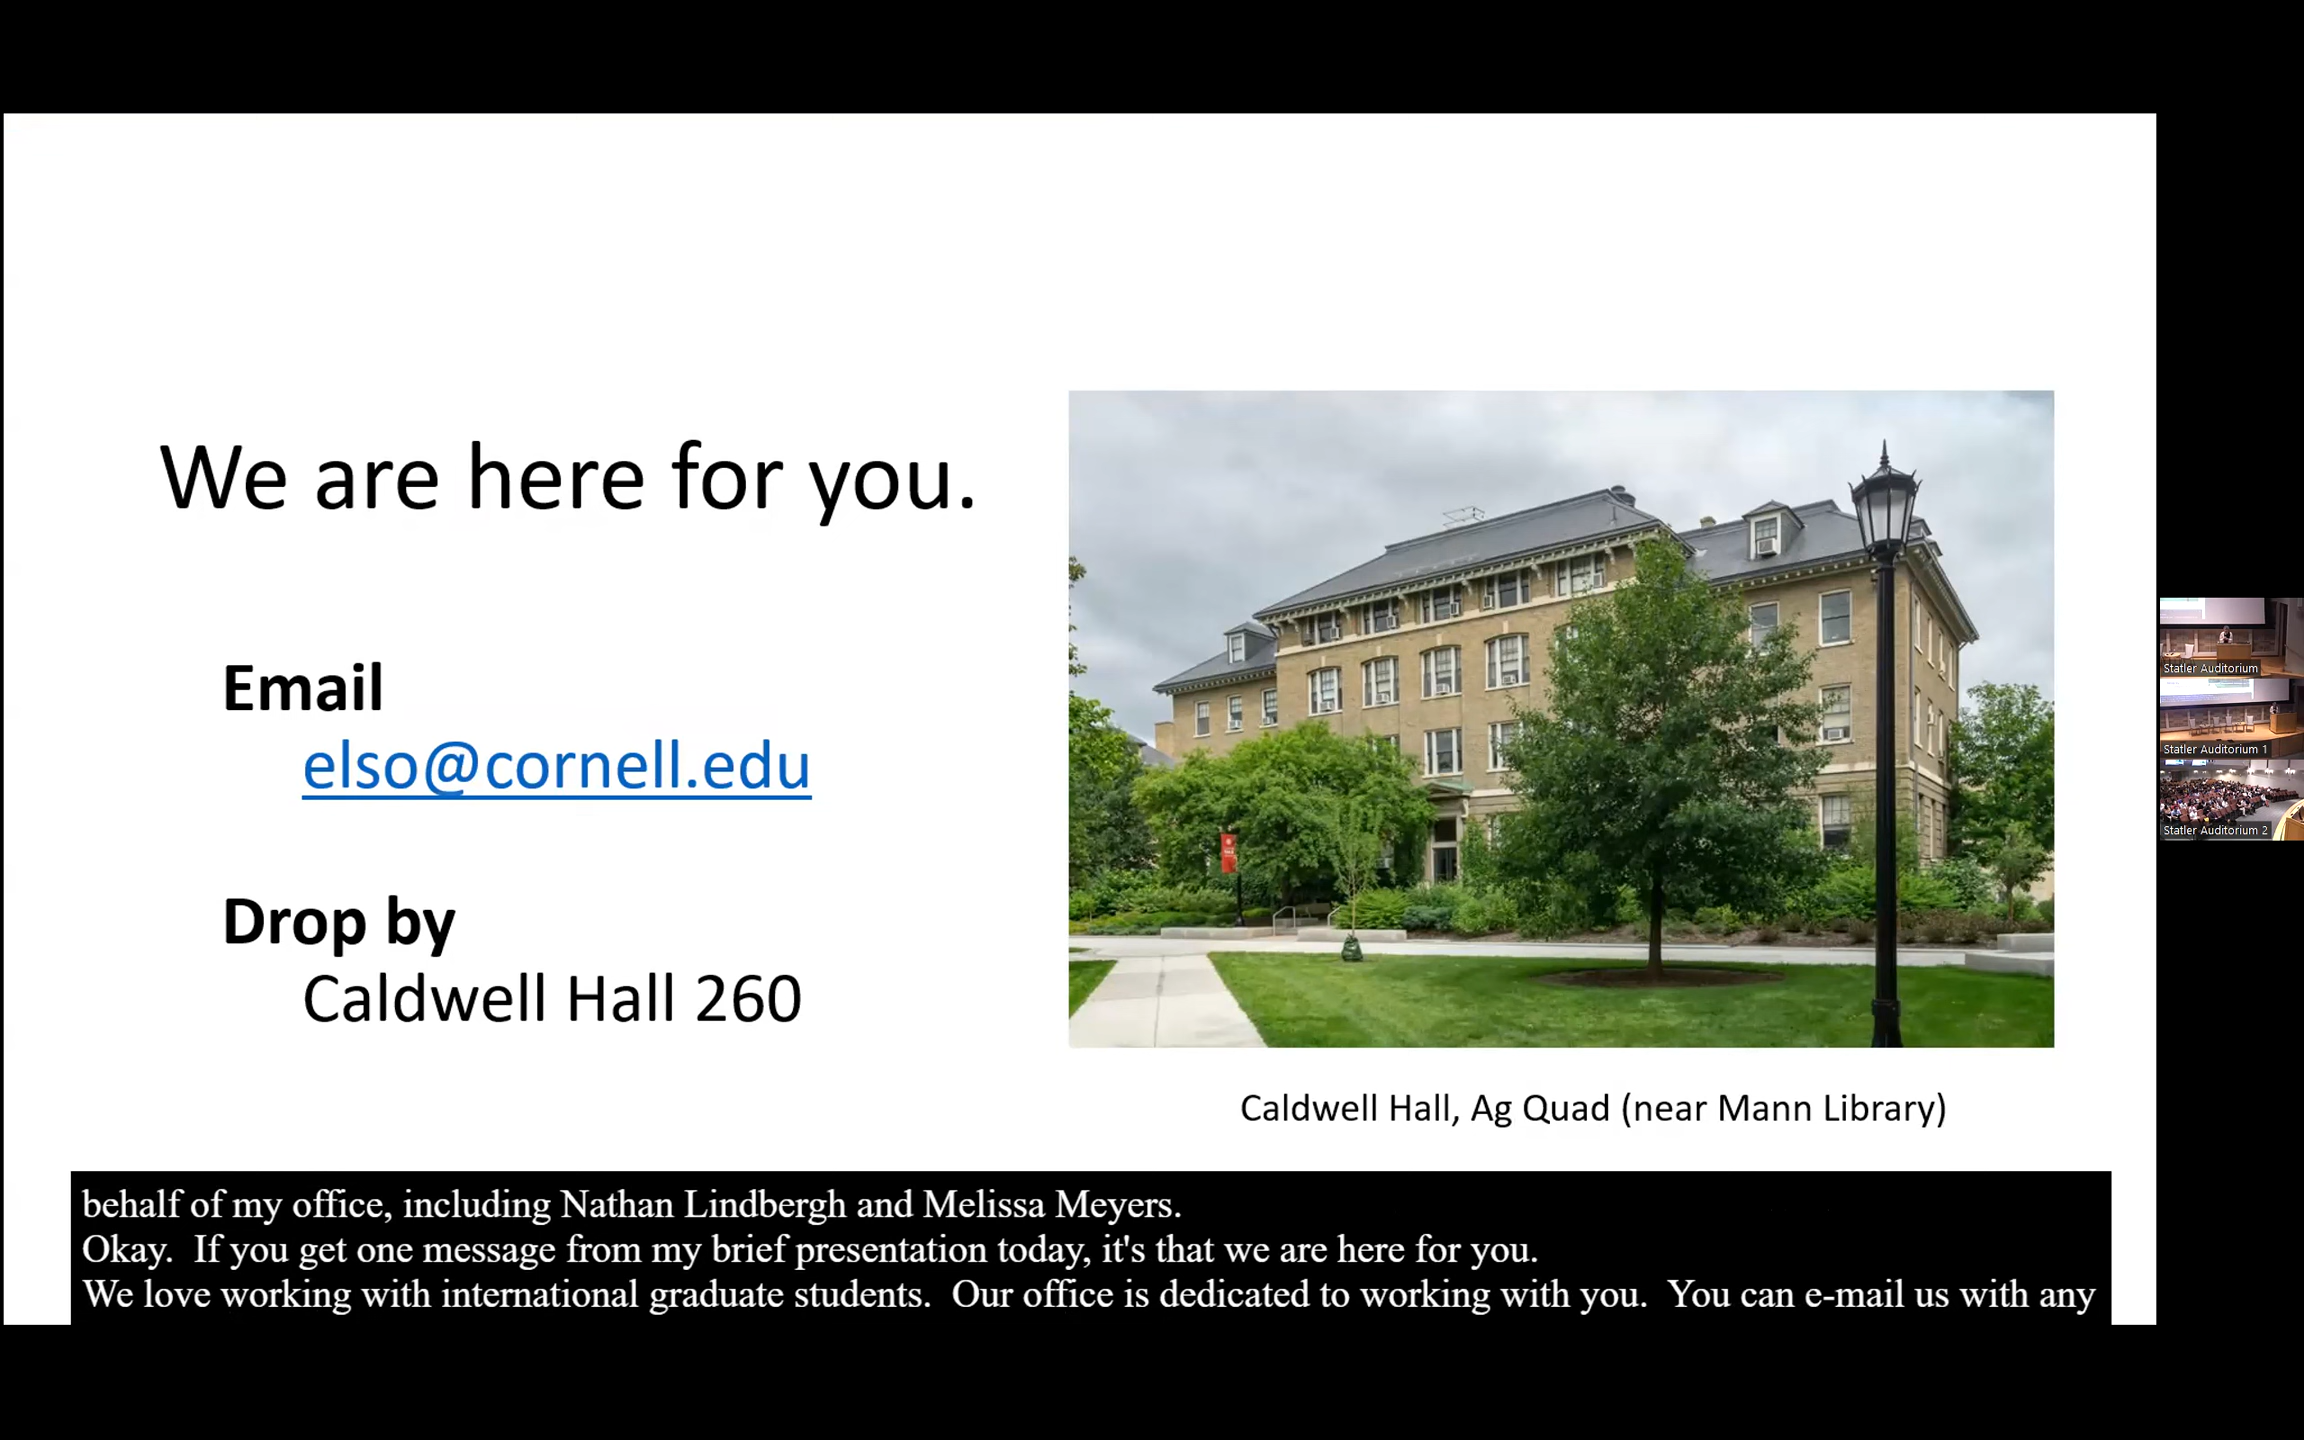 We are here for you.
Email
elso@cornell.edu
Drop by
Caldwell Hall 260
Caldwell Hall, Ag Quad (near Mann Library)
behalf of my office, including Nathan Lindbergh and Melissa Meyers.
Okay.  If you get one message from my brief presentation today, it's that we are here for you.
We love working with international graduate students.  Our office is dedicated to working with you.  You can e-mail us with any
Statler Auditorium
Statler Auditorium 1
Statler Auditorium 2